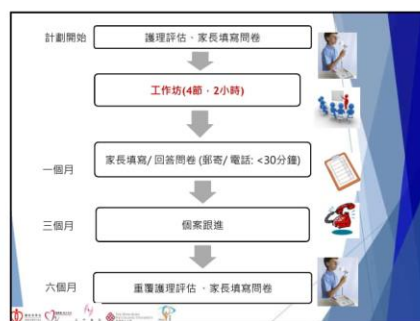 計劃開始
護理評估、家長填寫問卷
工作坊(4節，2小時)
一個月
家長填寫/ 回答問卷 (郵寄/ 電話: <30分鐘)
三個月
個案跟進
六個月
重覆護理評估、家長填寫問卷